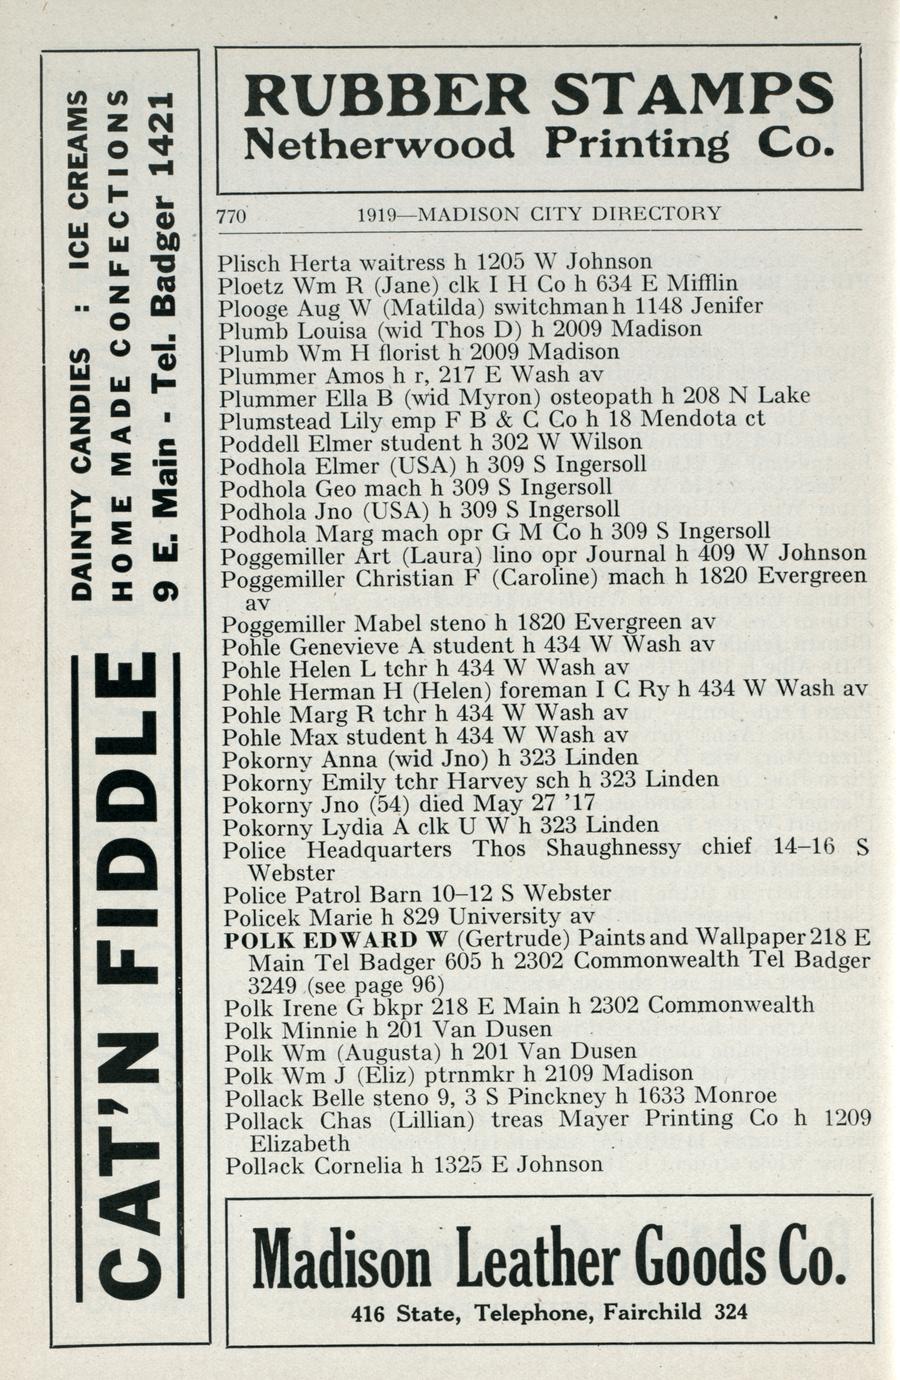 RUBBER STAMPS
Netherwood Printing Co.
770 1919—MADISON CITY DIRECTORY
Plisch Herta waitress h 1205 W Johnson
Ploetz Wm R (Jane) clk I H Co h 634 E Mifflin
Plooge Aug W (Matilda) switchman h 1148 Jenifer
Plumb Louisa (wid Thos D) h 2009 Madison
Plumb Wm H florist h 2009 Madison
Plummer Amos h r, 217 E Wash av
Plummer Ella B (wid Myron) osteopath h 208 N Lake
Plumstead Lily emp F B & C Co h 18 Mendota ct
Poddell Elmer student h 302 W Wilson
Podhola Elmer (USA) h 309 S Ingersoll
Podhola Geo mach h 309 S Ingersoll
Podhola Jno (USA) h 309 S Ingersoll
Podhola Marg mach opr G M Co h 309 S Ingersoll
Poggemiller Art (Laura) lino opr Journal h 409 W Johnson
Poggemiller Christian F (Caroline) mach h 1820 Evergreen
av
Poggemiller Mabel steno h 1820 Evergreen av
Pohle Genevieve A student h 434 W Wash av
Pohle Helen L tchr h 434 W Wash av
Pohle Herman H (Helen) foreman I C Ry h 434 W Wash av
Pohle Marg R tchr h 434 W Wash av
Pohle Max student h 434 W Wash av
Pokorny Anna (wid Jno) h 323 Linden
Pokorny Emily tchr Harvey sch h 323 Linden
Pokorny Jno (54) died May 27 '17
Pokorny Lydia A clk U W h 323 Linden
Police Headquarters Thos Shaughnessy chief 14–16 S
Webster
Police Patrol Barn 10–12 S Webster
Policek Marie h 829 University av
POLK EDWARD W (Gertrude) Paints and Wallpaper 218 E
Main Tel Badger 605 h 2302 Commonwealth Tel Badger
3249 (see page 96)
Polk Irene G bkpr 218 E Main h 2302 Commonwealth
Polk Minnie h 201 Van Dusen
Polk Wm (Augusta) h 201 Van Dusen
Polk Wm J (Eliz) ptrnmkr h 2109 Madison
Pollack Belle steno 9, 3 S Pinckney h 1633 Monroe
Pollack Chas (Lillian) treas Mayer Printing Co h 1209
Elizabeth
Pollack Cornelia h 1325 E Johnson
Madison Leather Goods Co.
416 State, Telephone, Fairchild 324
CAT'N FIDDLE
DAINTY CANDIES : ICE CREAMS
HOME MADE CONFECTIONS
9 E. Main - Tel. Badger 1421